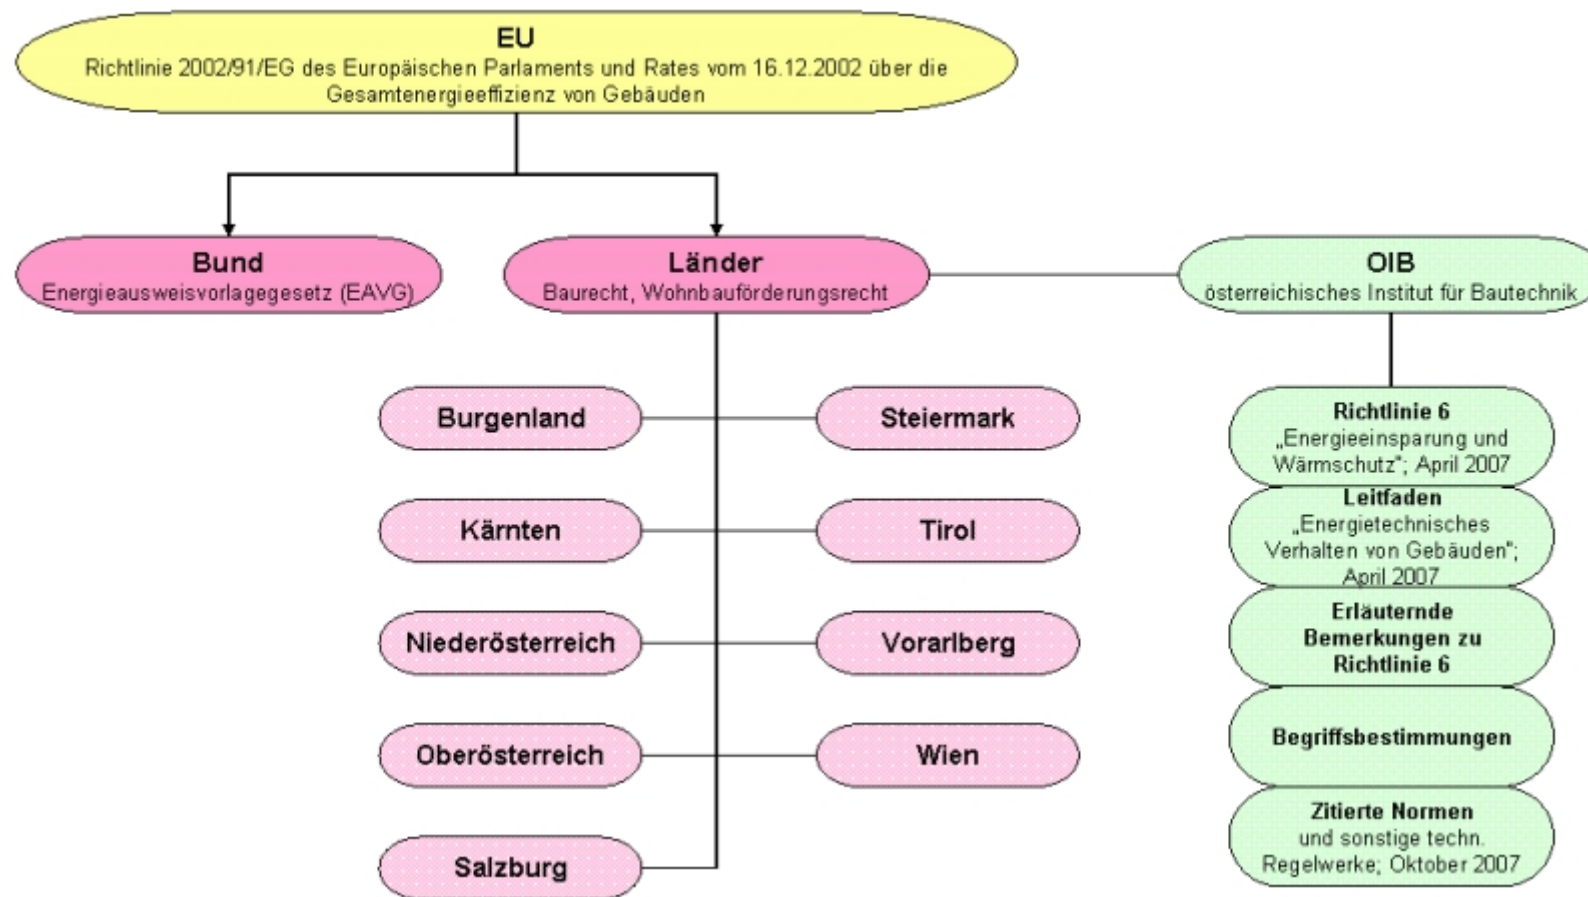 EU
Richtlinie 2002/91/EG des Europäischen Parlaments und Rates vom 16.12.2002 über die
Gesamtenergieeffizienz von Gebäuden
Bund
Energieausweisvorlagegesetz (EAVG)
Länder
Baurecht, Wohnbauförderungsrecht
OIB
österreichisches Institut für Bautechnik
Burgenland
Steiermark
Kärnten
Tirol
Niederösterreich
Vorarlberg
Oberösterreich
Wien
Salzburg
Richtlinie 6
„Energieeinsparung und
Wärmschutz“; April 2007
Leitfaden
„Energietechnisches
Verhalten von Gebäuden“;
April 2007
Erläuternde
Bemerkungen zu
Richtlinie 6
Begriffsbestimmungen
Zitierte Normen
und sonstige techn.
Regelwerke; Oktober 2007